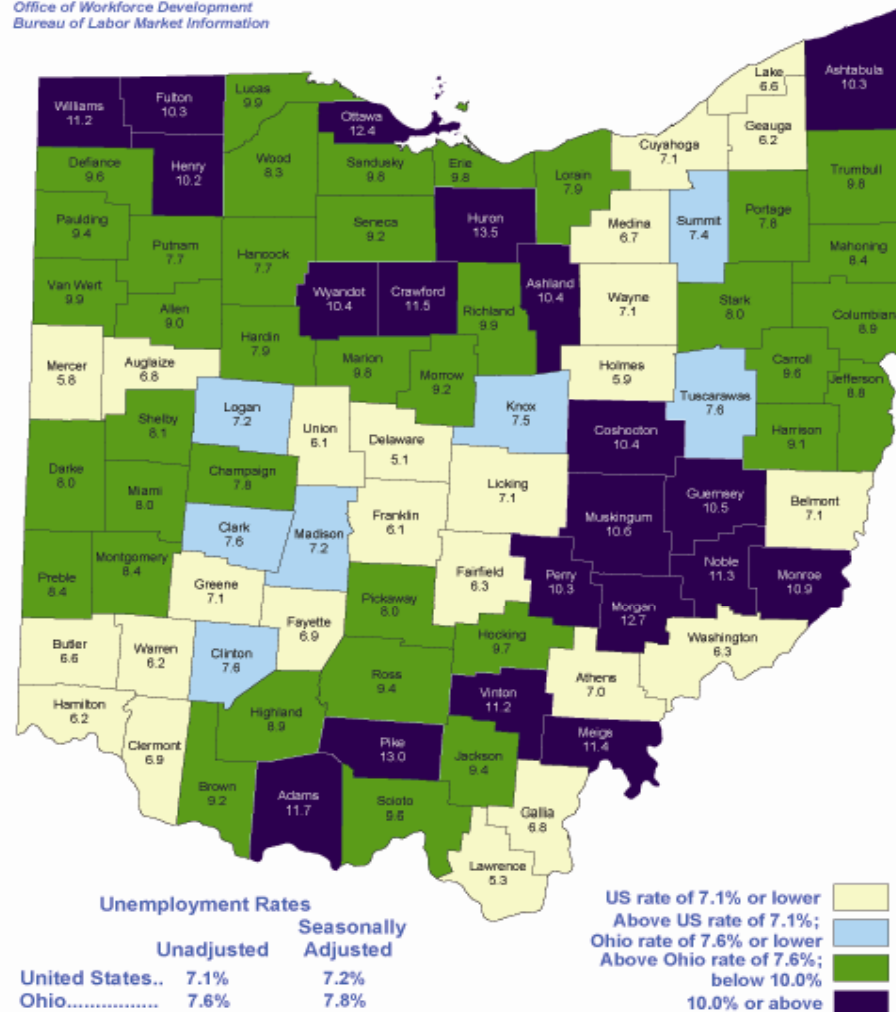 Office of Workforce Development
Bureau of Labor Market Information
Ashtabula
10.3
Lake
6.6
Geauga
6.2
Williams
11.2
Fulton
10.3
Lucas
9.9
Ottawa
12.4
Cuyahoga
7.1
Defiance
9.6
Henry
10.2
Wood
8.3
Sandusky
9.8
Erie
9.8
Lorain
7.9
Trumbull
9.8
Paulding
9.4
Putnam
7.7
Hancock
7.7
Seneca
9.2
Huron
13.5
Medina
6.7
Summit
7.4
Portage
7.8
Mahoning
8.4
Van Wert
9.9
Allen
9.0
Wyandot
10.4
Crawford
11.5
Richland
9.9
Ashland
10.4
Wayne
7.1
Stark
8.0
Columbian
8.9
Mercer
5.8
Auglaize
6.8
Hardin
7.9
Marion
9.8
Morrow
9.2
Holmes
5.9
Tuscarawas
7.6
Carroll
9.6
Jefferson
8.8
Logan
7.2
Union
6.1
Delaware
5.1
Knox
7.5
Coshocton
10.4
Harrison
9.1
Shelby
8.1
Darke
8.0
Miami
8.0
Champaign
7.8
Licking
7.1
Guernsey
10.5
Belmont
7.1
Clark
7.6
Madison
7.2
Franklin
6.1
Muskingum
10.6
Preble
8.4
Montgomery
8.4
Greene
7.1
Fairfield
6.3
Perry
10.3
Noble
11.3
Monroe
10.9
Pickaway
8.0
Morgan
12.7
Butler
6.6
Warren
6.2
Clinton
7.6
Fayette
6.9
Hocking
9.7
Washington
6.3
Ross
9.4
Athens
7.0
Hamilton
6.2
Clermont
6.9
Highland
8.9
Vinton
11.2
Meigs
11.4
Pike
13.0
Jackson
9.4
Brown
9.2
Adams
11.7
Scioto
9.6
Gallia
6.8
Lawrence
5.3
Unemployment Rates
Seasonally
Unadjusted Adjusted
United States.. 7.1% 7.2%
Ohio................ 7.6% 7.8%
US rate of 7.1% or lower
Above US rate of 7.1%;
Ohio rate of 7.6% or lower
Above Ohio rate of 7.6%;
below 10.0%
10.0% or above